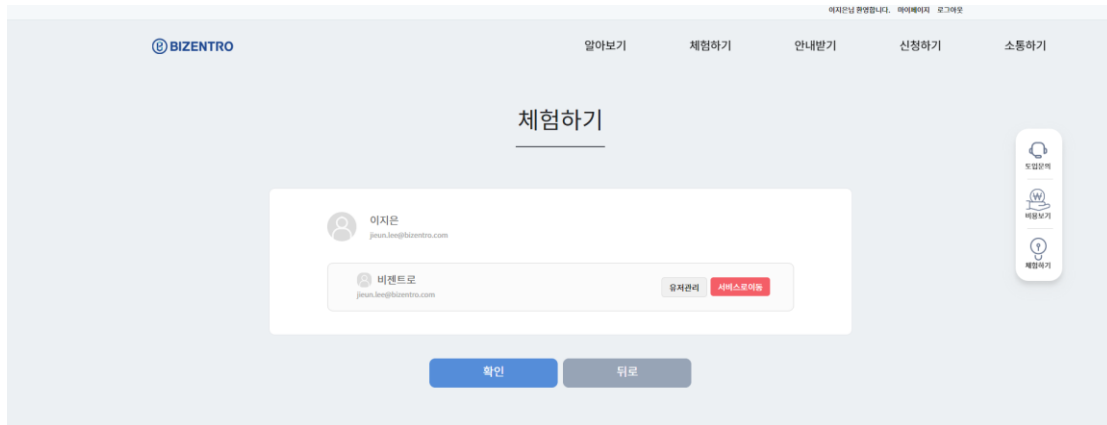 이지은님 환영합니다. 마이페이지 로그아웃
BIZENTRO
알아보기 체험하기 안내받기 신청하기 소통하기
체험하기
도입문의
비용보기
체험하기
이지은
jieun.lee@bizentro.com
비젠트로
jieun.lee@bizentro.com
유저관리 서비스로이동
확인 뒤로